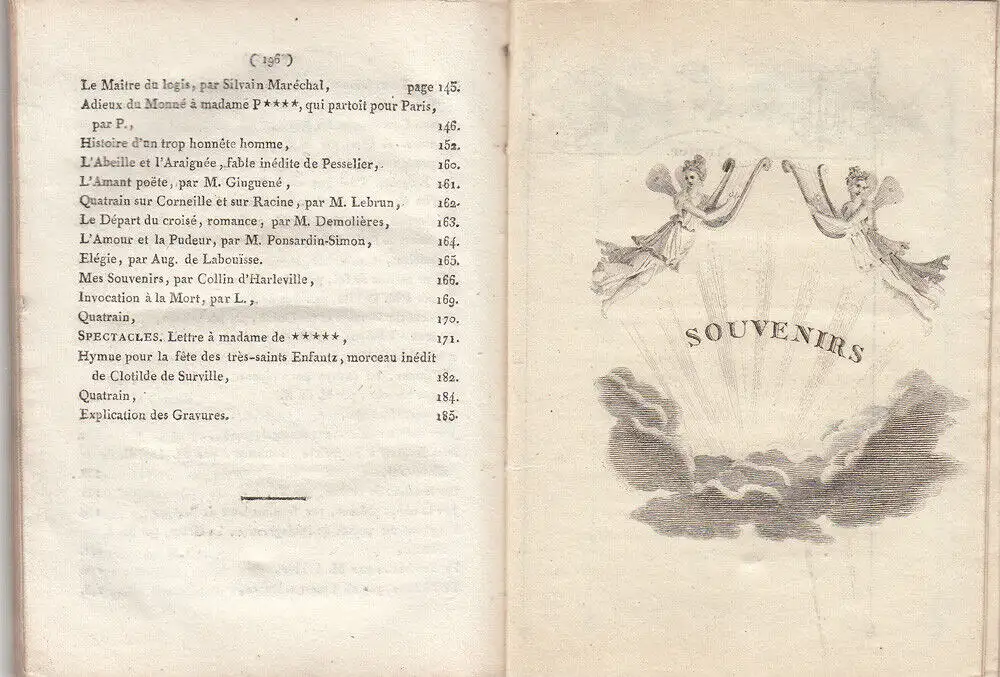 ( 196 )
Le Maître du logis, par Silvain Maréchal, page 145.
Adieux du Monné à madame P****, qui partoit pour Paris,
par P., 146.
Histoire d'un trop honnête homme, 152.
L'Abeille et l'Araignée, fable inédite de Pesselier, 160.
L'Amant poëte, par M. Ginguené, 161.
Quatrain sur Corneille et sur Racine, par M. Lebrun, 162.
Le Départ du croisé, romance, par M. Demolières, 163.
L'Amour et la Pudeur, par M. Ponsardin-Simon, 164.
Elégie, par Aug. de Labouïsse. 165.
Mes Souvenirs, par Collin d'Harleville, 166.
Invocation à la Mort, par L., 169.
Quatrain, 170.
SPECTACLES. Lettre à madame de *****, 171.
Hymne pour la fête des très-saints Enfantz, morceau inédit
de Clotilde de Surville, 182.
Quatrain, 184.
Explication des Gravures. 185.
SOUVENIRS